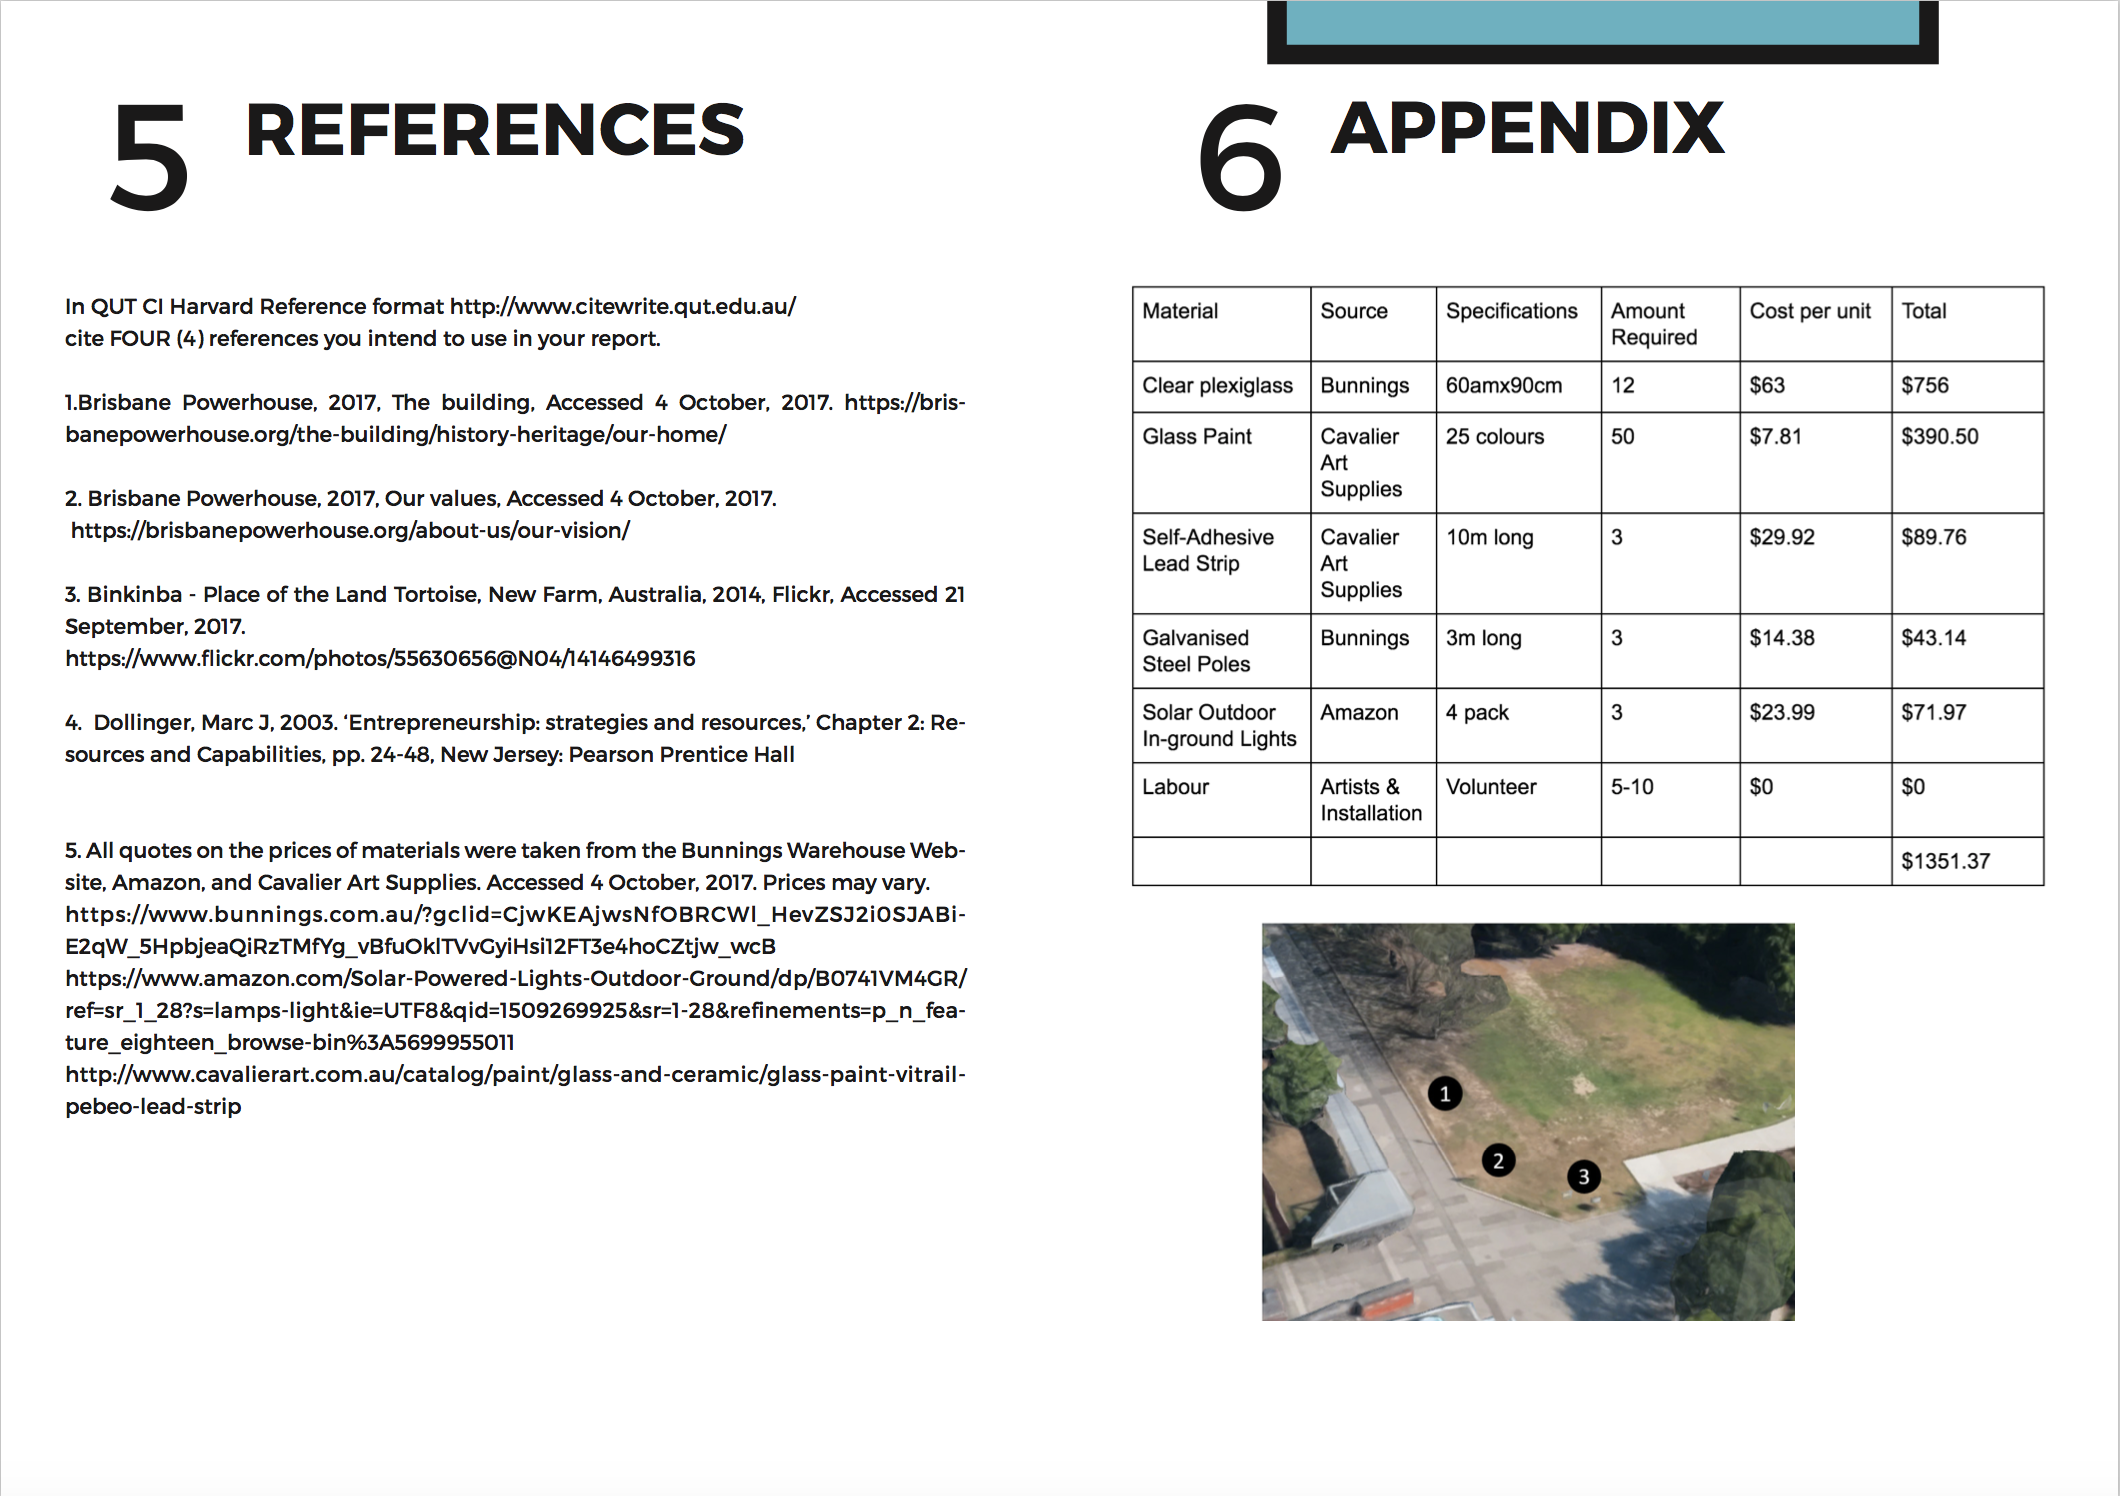 5 REFERENCES
In QUT CI Harvard Reference format http://www.citewrite.qut.edu.au/
cite FOUR (4) references you intend to use in your report.
1.Brisbane Powerhouse, 2017, The building, Accessed 4 October, 2017. https://bris-
banepowerhouse.org/the-building/history-heritage/our-home/
2. Brisbane Powerhouse, 2017, Our values, Accessed 4 October, 2017.
https://brisbanepowerhouse.org/about-us/our-vision/
3. Binkinba - Place of the Land Tortoise, New Farm, Australia, 2014, Flickr, Accessed 21
September, 2017.
https://www.flickr.com/photos/55630656@N04/14146499316
4. Dollinger, Marc J, 2003. ‘Entrepreneurship: strategies and resources,’ Chapter 2: Re-
sources and Capabilities, pp. 24-48, New Jersey: Pearson Prentice Hall
5. All quotes on the prices of materials were taken from the Bunnings Warehouse Web-
site, Amazon, and Cavalier Art Supplies. Accessed 4 October, 2017. Prices may vary.
https://www.bunnings.com.au/?gclid=CjwKEAjwsNfOBRCWl_HevZSJ2i0SJABi-
E2qW_5HpbjeaQiRzTMfYg_vBfuOklTVvGyiHsi12FT3e4hoCZtjw_wcB
https://www.amazon.com/Solar-Powered-Lights-Outdoor-Ground/dp/B0741VM4GR/
ref=sr_1_28?s=lamps-light&ie=UTF8&qid=1509269925&sr=1-28&refinements=p_n_fea-
ture_eighteen_browse-bin%3A5699955011
http://www.cavalierart.com.au/catalog/paint/glass-and-ceramic/glass-paint-vitrail-
pebeo-lead-strip
6 APPENDIX
Material Source Specifications Amount Required Cost per unit Total
Clear plexiglass Bunnings 60amx90cm 12 $63 $756
Glass Paint Cavalier Art Supplies 25 colours 50 $7.81 $390.50
Self-Adhesive Lead Strip Cavalier Art Supplies 10m long 3 $29.92 $89.76
Galvanised Steel Poles Bunnings 3m long 3 $14.38 $43.14
Solar Outdoor In-ground Lights Amazon 4 pack 3 $23.99 $71.97
Labour Artists & Installation Volunteer 5-10 $0 $0
$1351.37
1
2
3